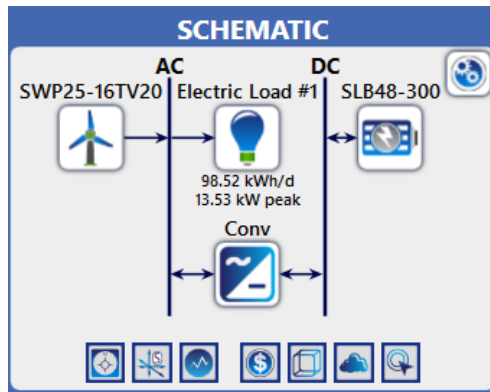 SCHEMATIC
AC DC
SWP25-16TV20 Electric Load #1 SLB48-300
98.52 kWh/d
13.53 kW peak
Conv